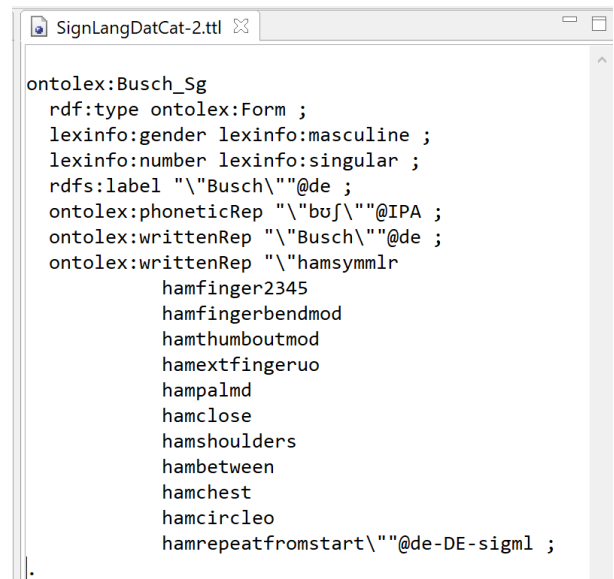 SignLangDatCat-2.ttl
ontolex:Busch_Sg
rdf:type ontolex:Form ;
lexinfo:gender lexinfo:masculine ;
lexinfo:number lexinfo:singular ;
rdfs:label "\"Busch\""@de ;
ontolex:phoneticRep "\"bʊʃ\""@IPA ;
ontolex:writtenRep "\"Busch\""@de ;
ontolex:writtenRep "\"hamsymmlr
hamfinger2345
hamfingerbendmod
hamthumboutmod
hamextfingeruo
hampalmd
hamclose
hamshoulders
hambetween
hamchest
hamcircleo
hamrepeatfromstart\""@de-DE-sigml ;
.